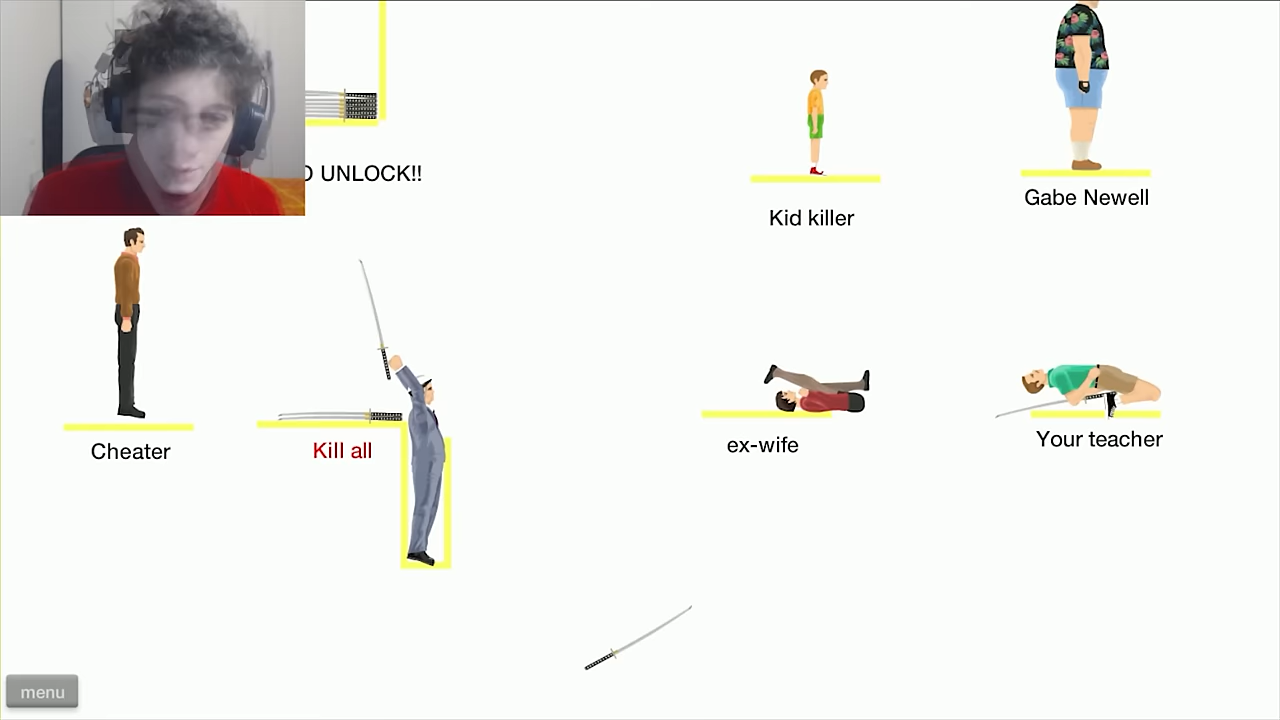 UNLOCK!!
Kid killer
Gabe Newell
Cheater
Kill all
ex-wife
Your teacher
menu